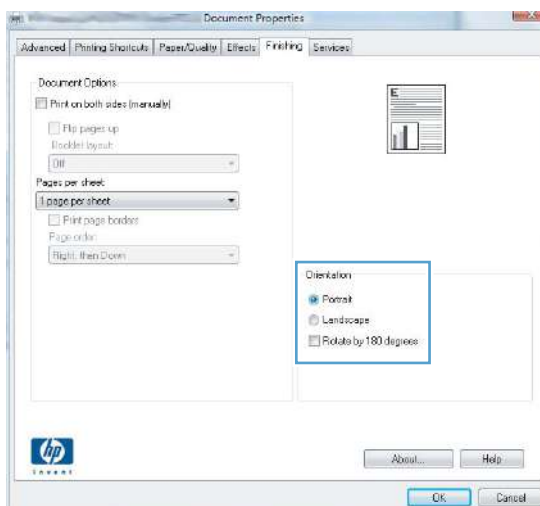 Document Properties
Advanced Printing Shortcuts Paper/Quality Effects Finishing Services
Document Options
Print on both sides (manually)
Flip pages up
Booklet layout:
Off
Pages per sheet:
1 page per sheet
Print page borders
Page order:
Right, then Down
E
Orientation
Portrait
Landscape
Rotate by 180 degrees
hp
invent
About... Help
OK Cancel